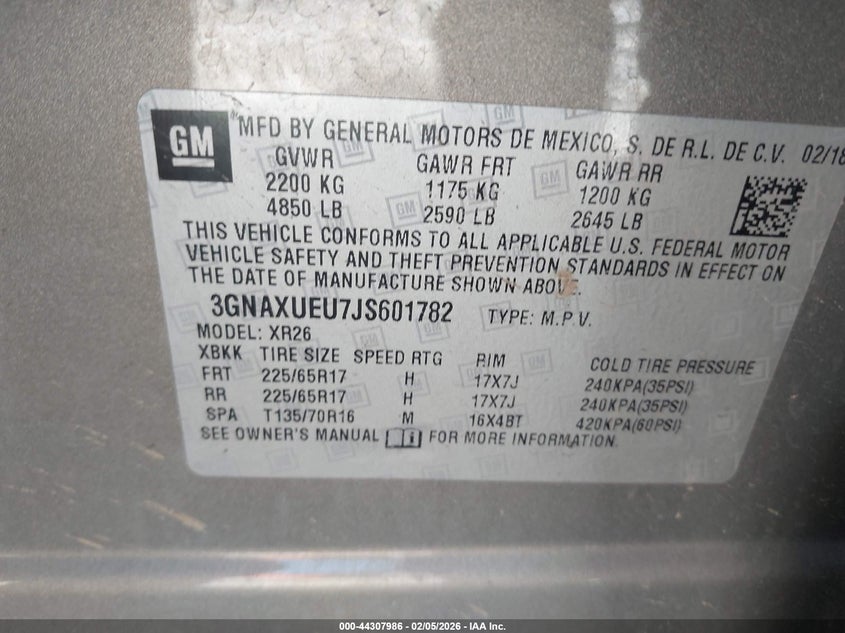 GM
MFD BY GENERAL MOTORS DE MEXICO, S. DE R.L. DE C.V. 02/18
GVWR GAWR FRT GAWR RR
2200 KG 1175 KG 1200 KG
4850 LB 2590 LB 2645 LB
THIS VEHICLE CONFORMS TO ALL APPLICABLE U.S. FEDERAL MOTOR
VEHICLE SAFETY AND THEFT PREVENTION STANDARDS IN EFFECT ON
THE DATE OF MANUFACTURE SHOWN ABOVE.
3GNAXUEU7JS601782 TYPE: M.P.V.
MODEL: XR26
XBKK TIRE SIZE SPEED RTG RIM COLD TIRE PRESSURE
FRT 225/65R17 H 17X7J 240KPA(35PSI)
RR 225/65R17 H 17X7J 240KPA(35PSI)
SPA T135/70R16 M 16X4BT 420KPA(60PSI)
SEE OWNER'S MANUAL FOR MORE INFORMATION.
000-44307986 - 02/05/2026 - IAA Inc.